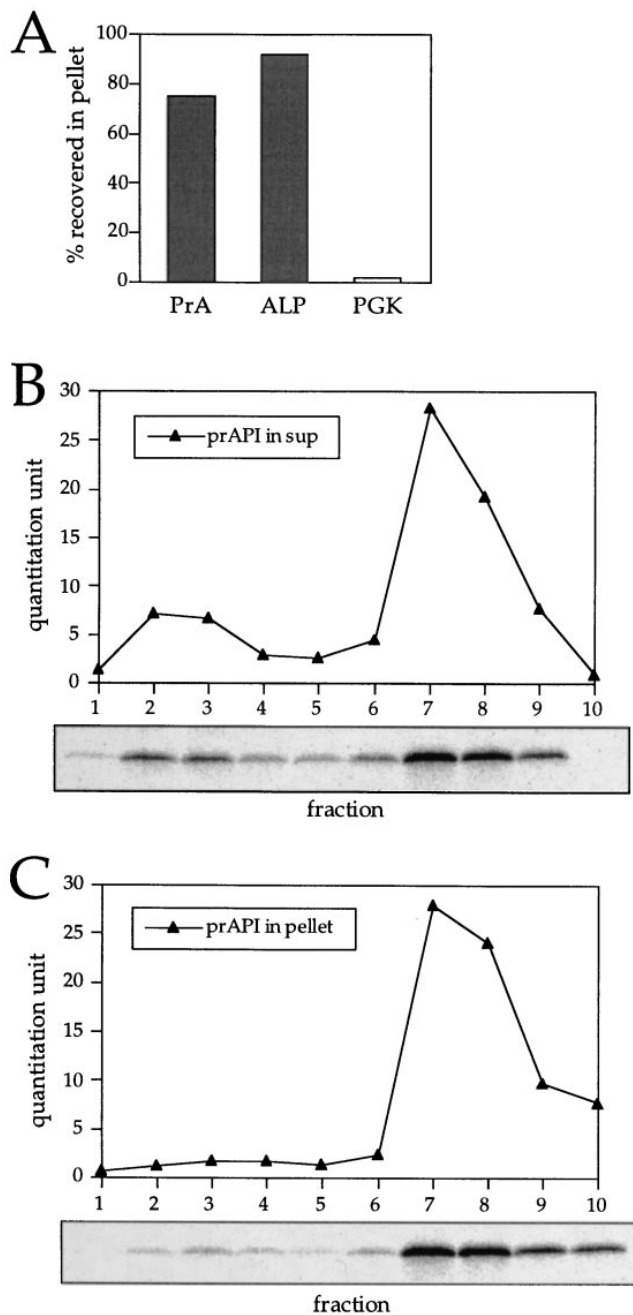 A
% recovered in pellet
100
80
60
40
20
0
PrA ALP PGK
B
quantitation unit
30
25
20
15
10
5
0
prAPI in sup
1 2 3 4 5 6 7 8 9 10
fraction
C
quantitation unit
30
25
20
15
10
5
0
prAPI in pellet
1 2 3 4 5 6 7 8 9 10
fraction